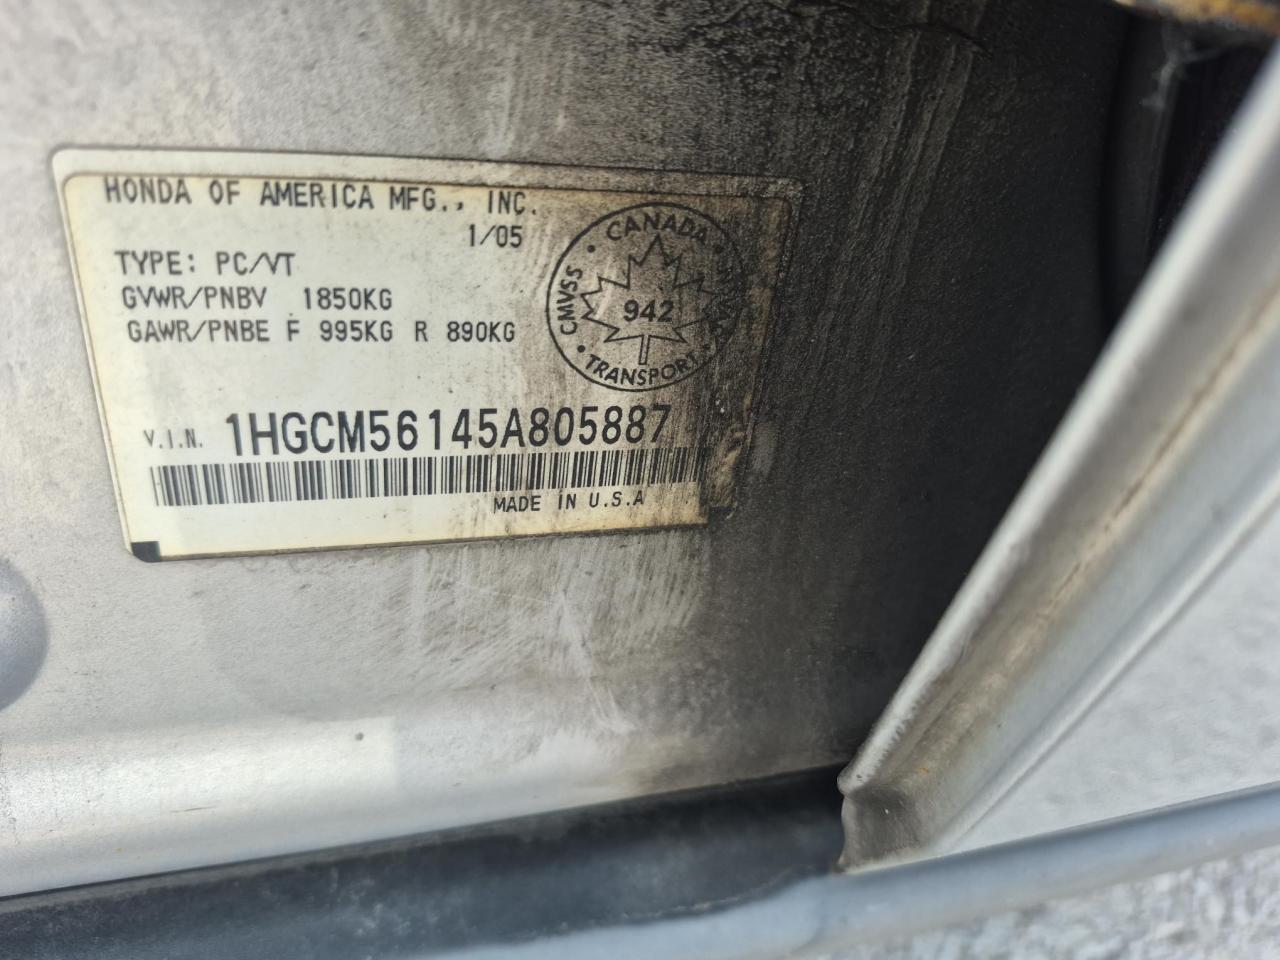 HONDA OF AMERICA MFG., INC.
1/05
TYPE: PC/VT
GVWR/PNBV 1850KG
GAWR/PNBE F 995KG R 890KG
CANADA
CMVSS
942
TRANSPORT
V.I.N. 1HGCM56145A805887
MADE IN U.S.A